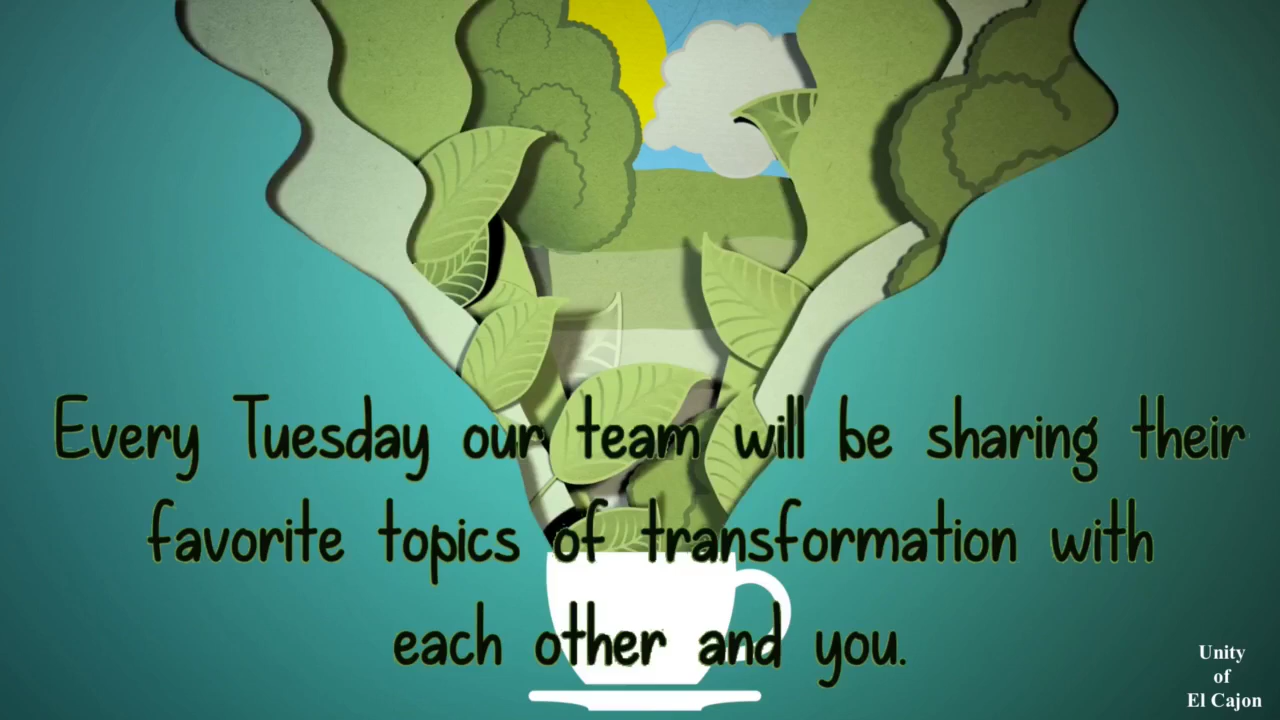 Every Tuesday our team will be sharing their
favorite topics of transformation with
each other and you.
Unity
of
El Cajon